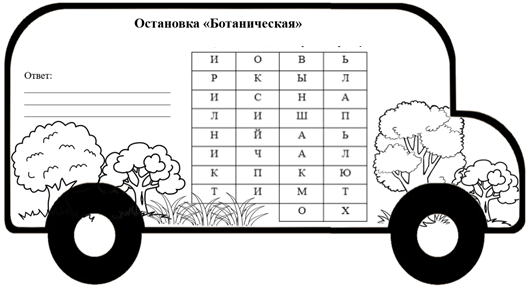 Остановка «Ботаническая»
Ответ:
И О В Ь
Р К Ы Л
И С Н А
Л И Ш П
Н Й А Ь
И Ч А Л
К П К Ю
Т И М Т
О Х